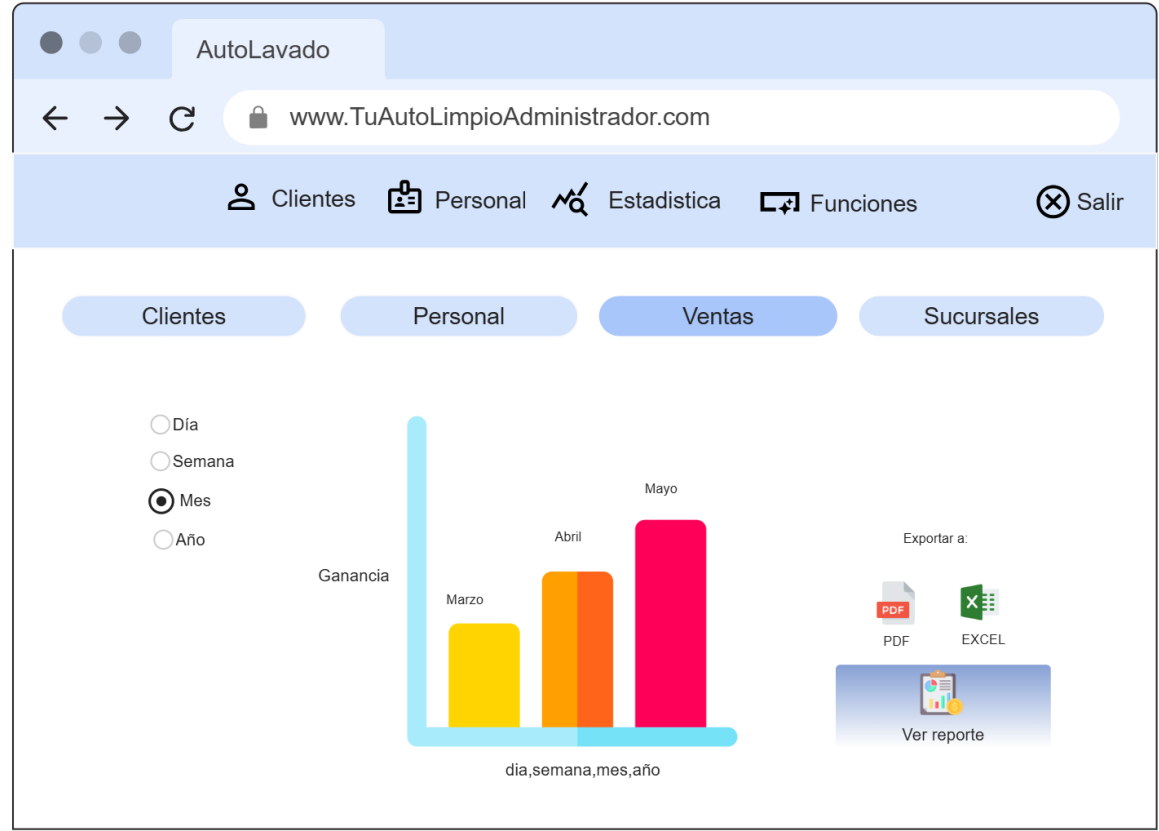 AutoLavado
www.TuAutoLimpioAdministrador.com
Clientes Personal Estadistica Funciones Salir
Clientes Personal Ventas Sucursales
Día
Semana
Mes
Año
Ganancia
Marzo
Abril
Mayo
dia,semana,mes,año
Exportar a:
PDF
PDF EXCEL
Ver reporte